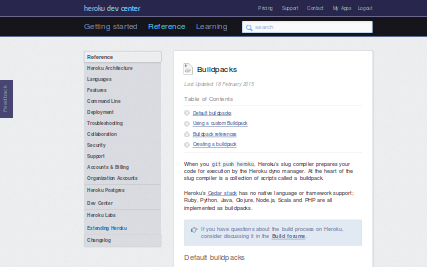 heroku dev center
Pricing Support Contact My Apps Logout
Getting started Reference Learning
search
Feedback
Reference
Heroku Architecture
Languages
Features
Command Line
Deployment
Troubleshooting
Collaboration
Security
Support
Accounts & Billing
Organization Accounts
Heroku Postgres
Dev Center
Heroku Labs
Extending Heroku
Changelog
Buildpacks
Last Updated: 18 February 2015
Table of Contents
Default buildpacks
Using a custom Buildpack
Buildpack references
Creating a buildpack
When you git push heroku, Heroku's slug compiler prepares your
code for execution by the Heroku dyno manager. At the heart of the
slug compiler is a collection of scripts called a buildpack.
Heroku's Cedar stack has no native language or framework support;
Ruby, Python, Java, Clojure, Node.js, Scala and PHP are all
implemented as buildpacks.
If you have questions about the build process on Heroku,
consider discussing it in the Build forums.
Default buildpacks